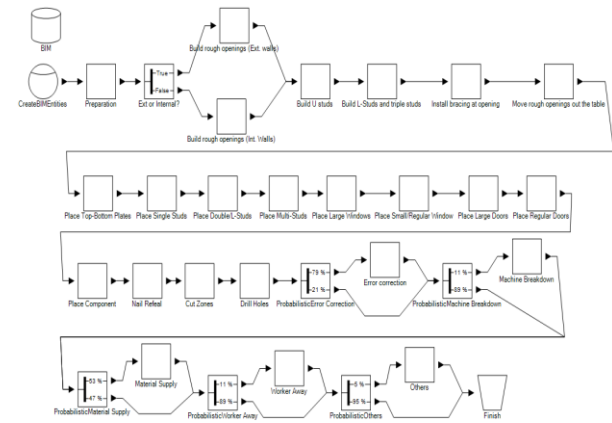 BIM
Build rough openings (Ext. walls)
True
False
CreateBIMEntities
Preparation
Ext or Internal?
Build rough openings (Int. Walls)
Build U studs
Build L-Studs and triple studs
Install bracing at opening
Move rough openings out the table
Place Top-Bottom Plates
Place Single Studs
Place Double/L-Studs
Place Multi-Studs
Place Large Windows
Place Small/Regular Window
Place Large Doors
Place Regular Doors
79 %
21 %
Error correction
11 %
89 %
Machine Breakdown
Place Component
Nail Refeal
Cut Zones
Drill Holes
ProbabilisticError Correction
ProbabilisticMachine Breakdown
53 %
47 %
Material Supply
11 %
89 %
Worker Away
5 %
95 %
Others
ProbabilisticMaterial Supply
ProbabilisticWorker Away
ProbabilisticOthers
Finish